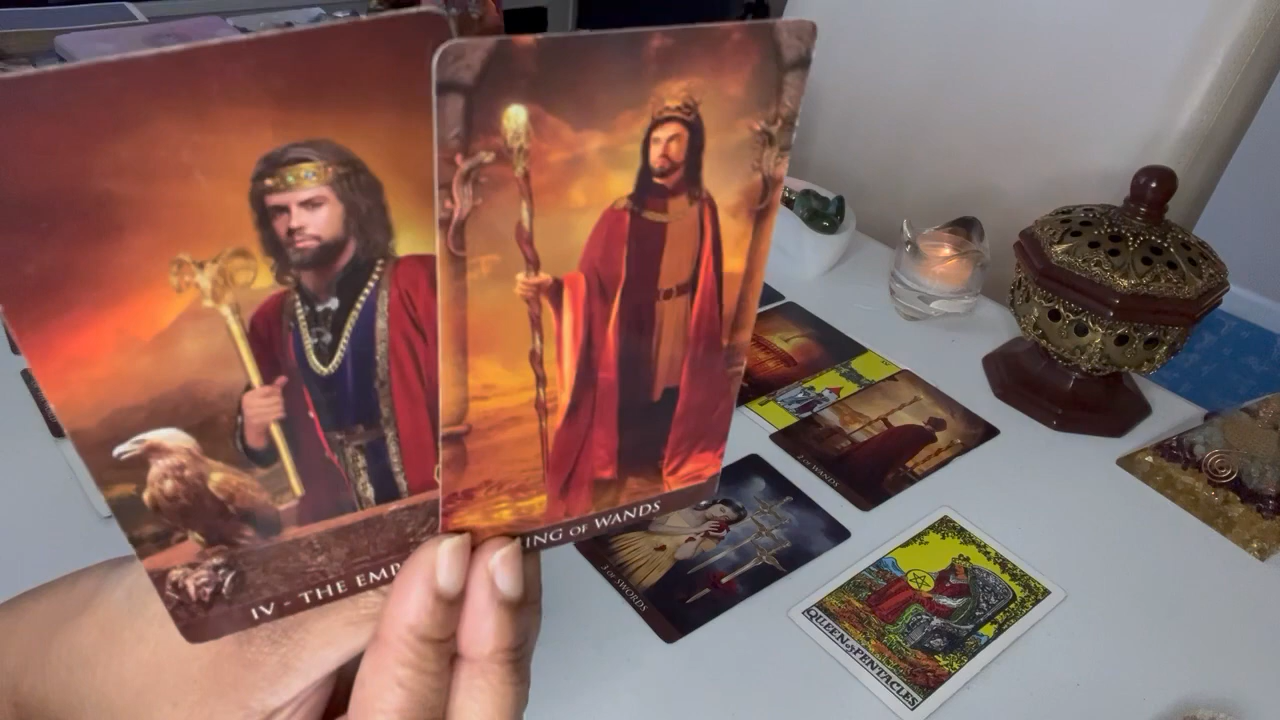 IV - THE EMP
ING OF WANDS
2 OF WANDS
3 OF SWORDS
QUEEN of PENTACLES